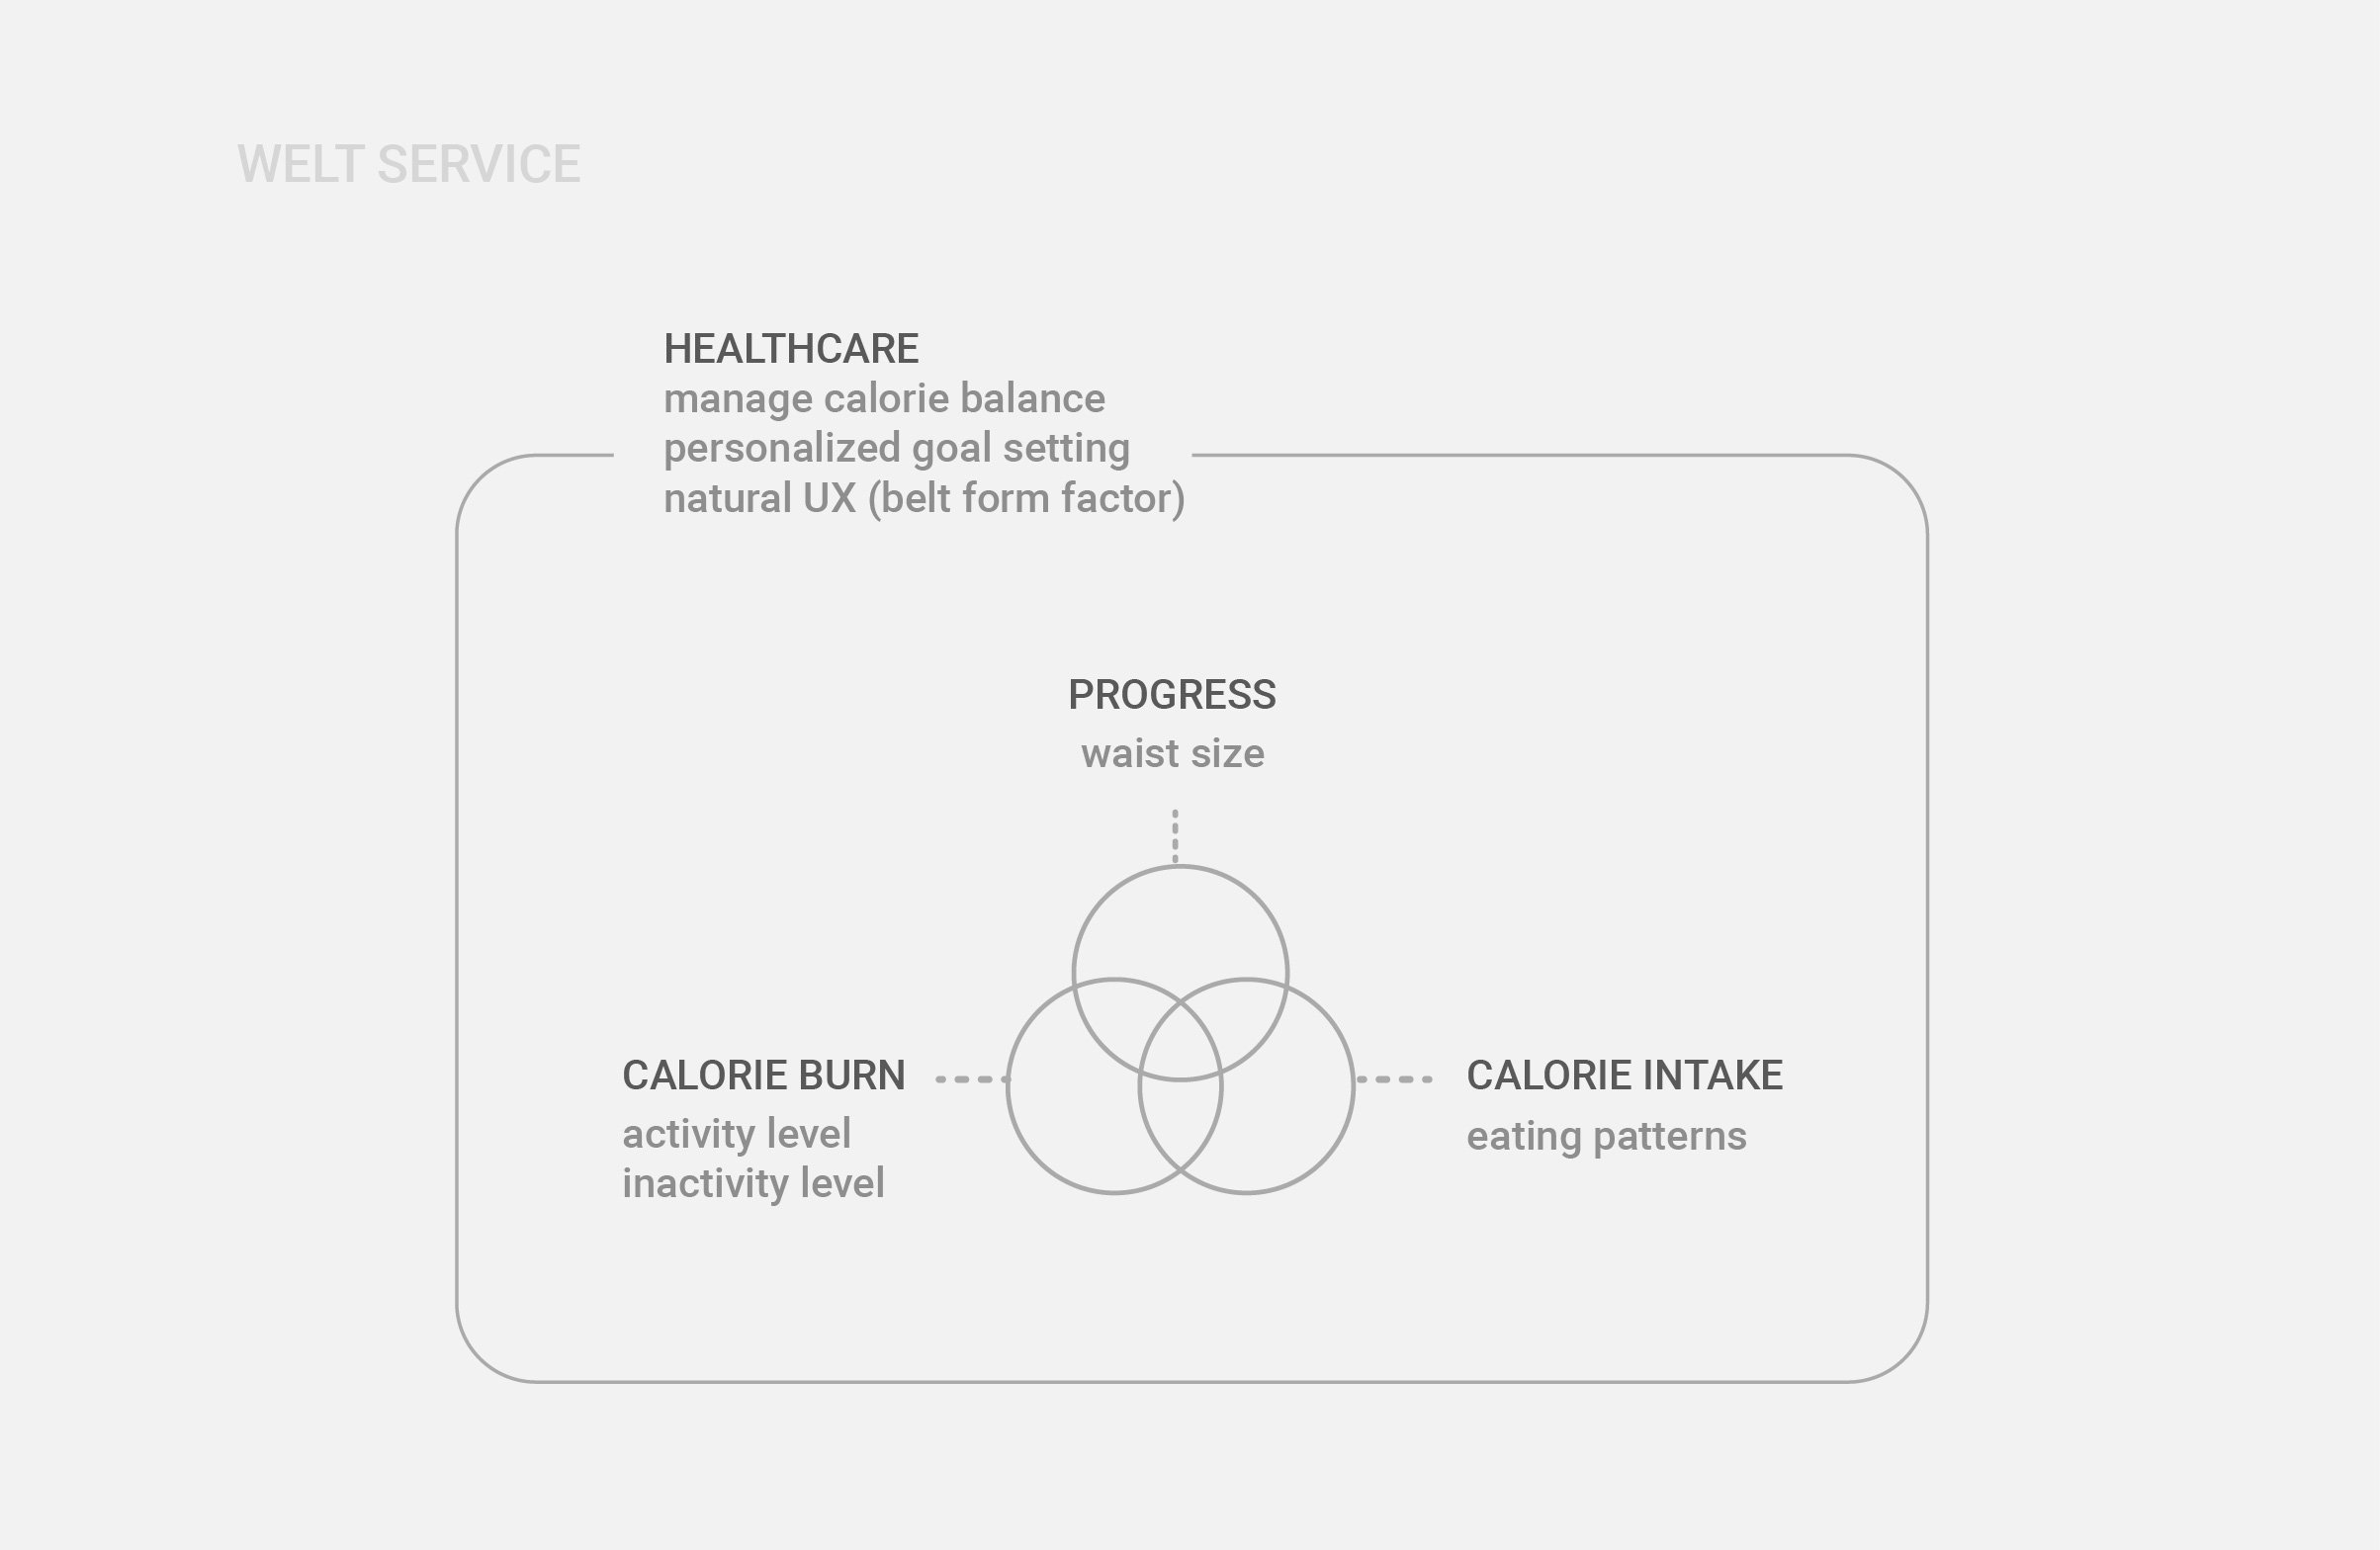 WELT SERVICE
HEALTHCARE
manage calorie balance
personalized goal setting
natural UX (belt form factor)
PROGRESS
waist size
CALORIE BURN
activity level
inactivity level
CALORIE INTAKE
eating patterns